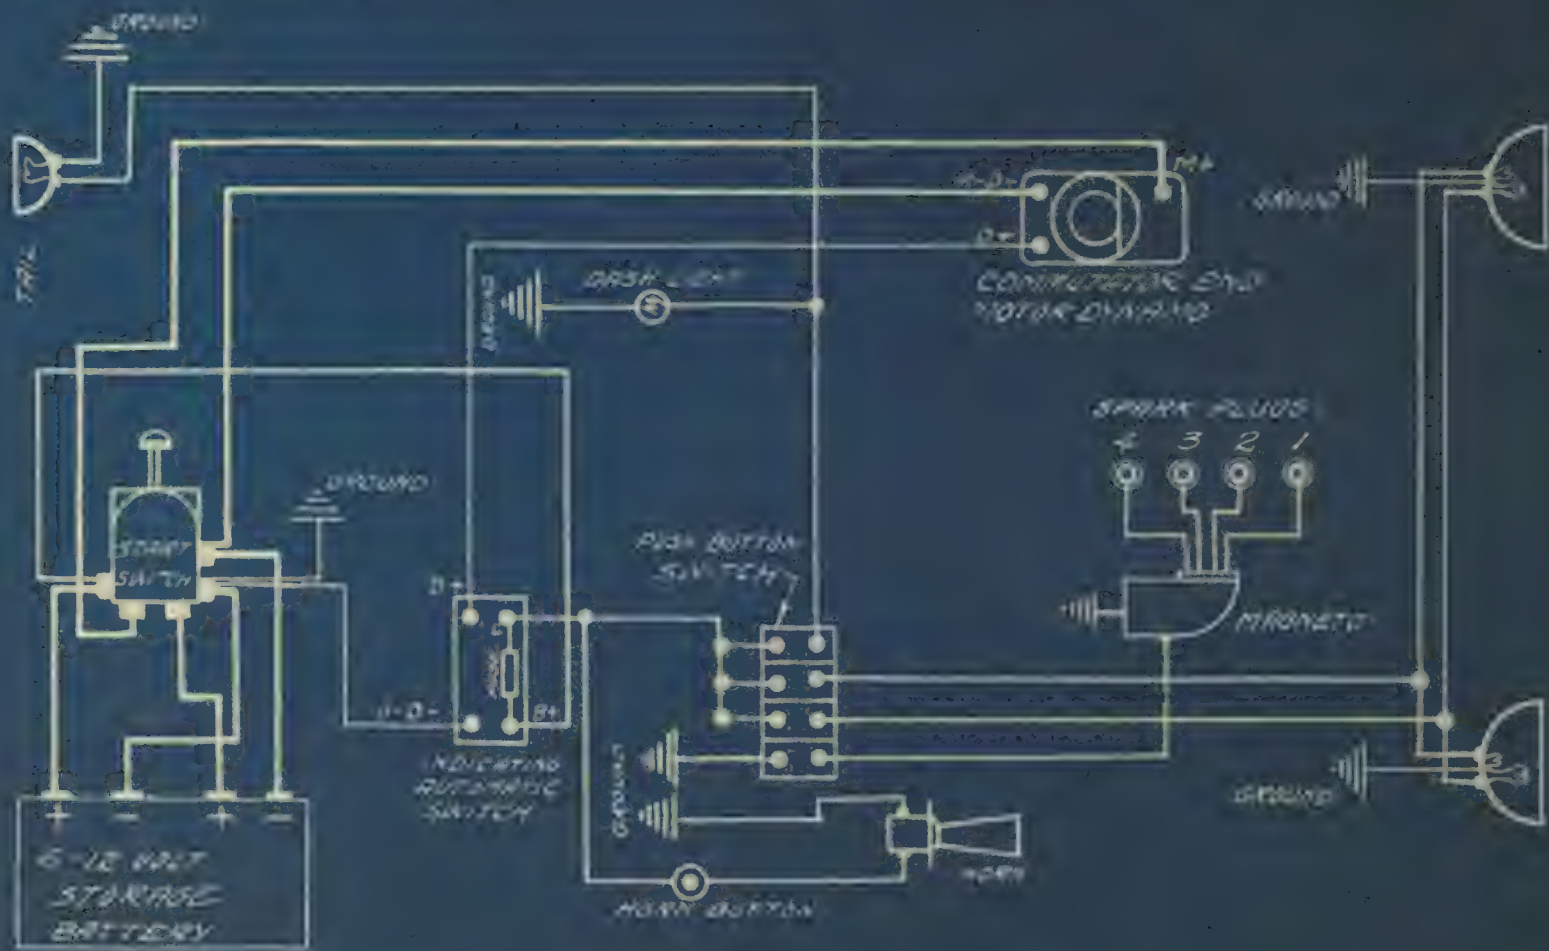 GROUND
TAIL
M+
A-D-
D+
GROUND
DASH LIGHT
COMMUTATOR END
MOTOR DYNAMO
GROUND
SPARK PLUGS
4 3 2 1
START
SWITCH
GROUND
PUSH BUTTON
SWITCH
D+
L
B+
A-D-
INDICATING
AUTOMATIC
SWITCH
MAGNETO
GROUND
GROUND
HORN
HORN BUTTON
+ - + -
6-12 VOLT
STORAGE
BATTERY